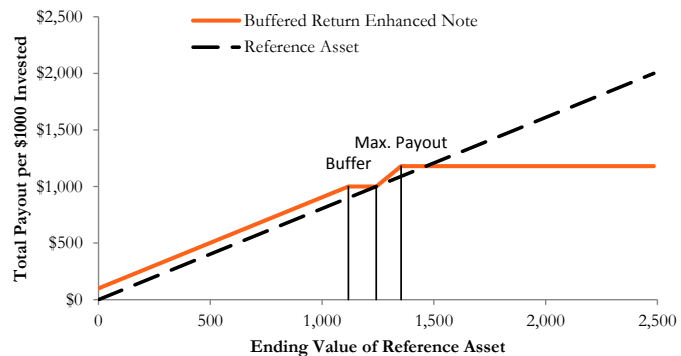 $2,500
Buffered Return Enhanced Note
Reference Asset
$2,000
$1,500
Max. Payout
Buffer
$1,000
$500
$0
Total Payout per $1000 Invested
0
500
1,000
1,500
2,000
2,500
Ending Value of Reference Asset